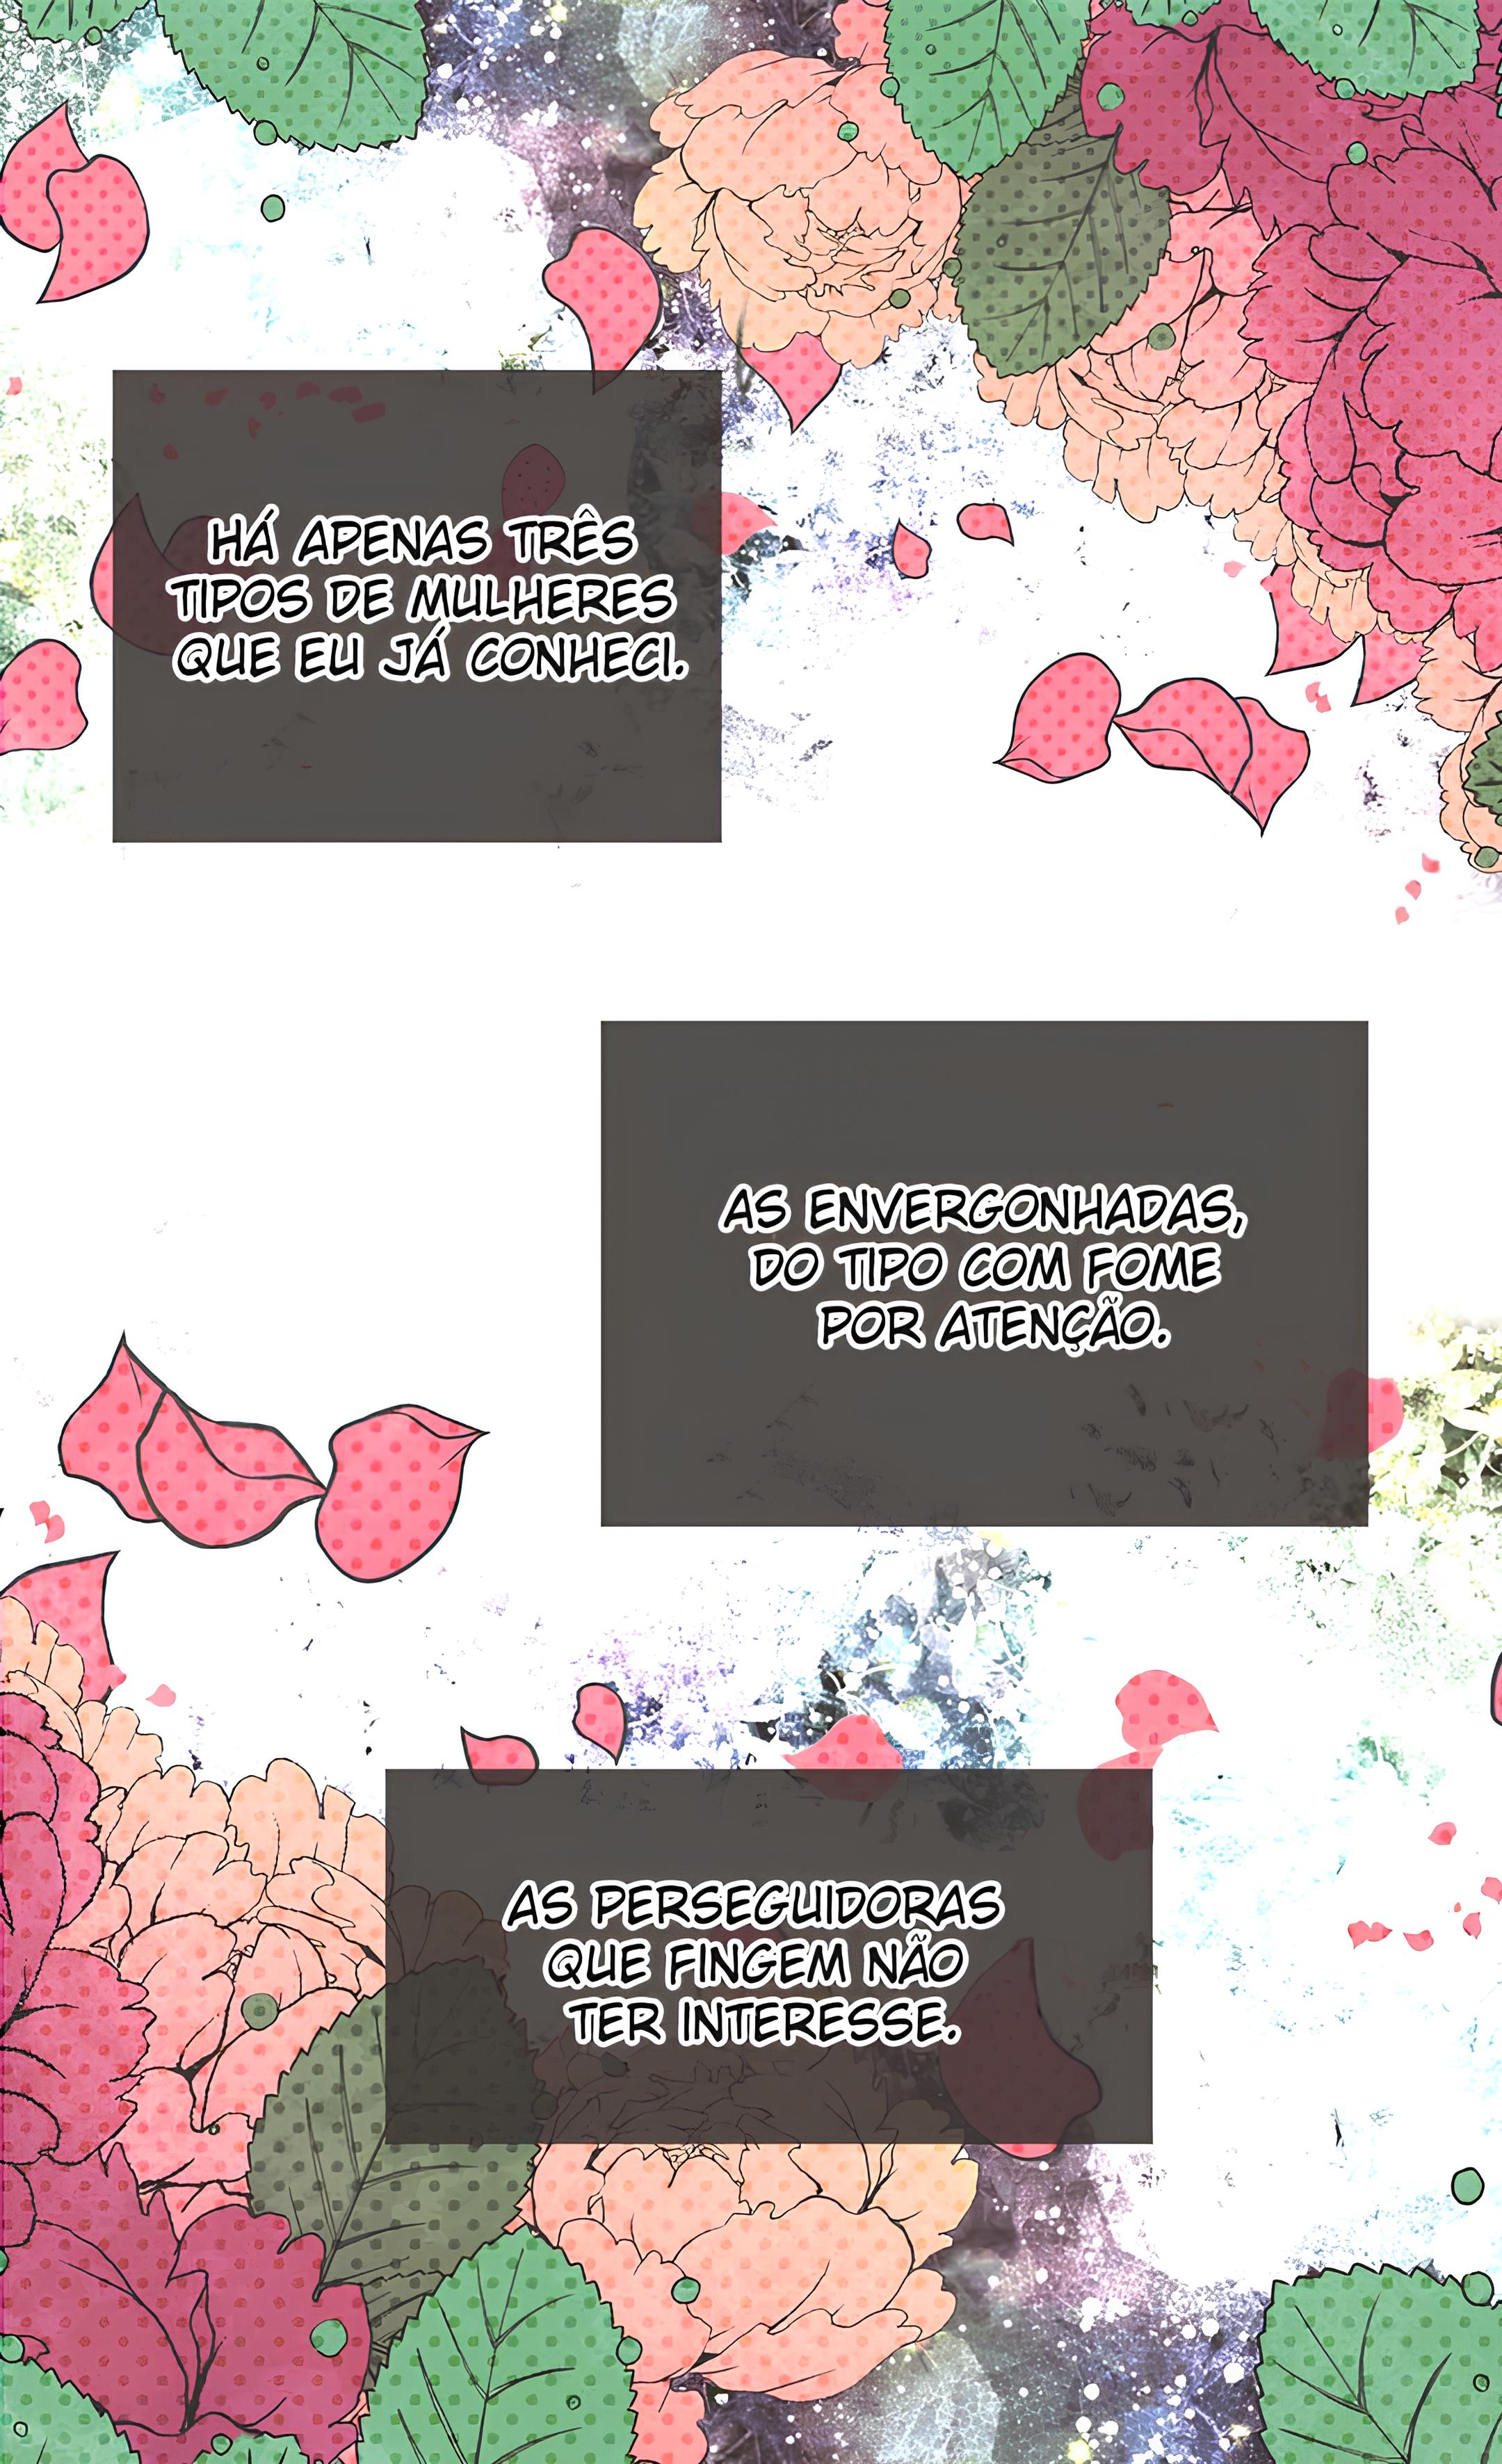 HÁ APENAS TRÊS
TIPOS DE MULHERES
QUE EU JÁ CONHECI.
AS ENVERGONHADAS,
DO TIPO COM FOME
POR ATENÇÃO.
AS PERSEGUIDORAS
QUE FINGEM NÃO
TER INTERESSE.